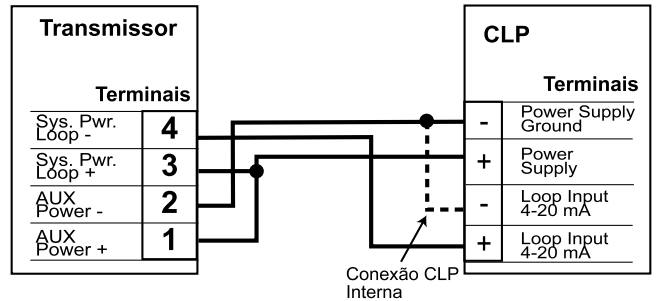 Transmissor
Terminais
Sys. Pwr.
Loop -
4
Sys. Pwr.
Loop +
3
AUX
Power -
2
AUX
Power +
1
CLP
Terminais
-
Power Supply
Ground
+
Power
Supply
-
Loop Input
4-20 mA
+
Loop Input
4-20 mA
Conexão CLP
Interna